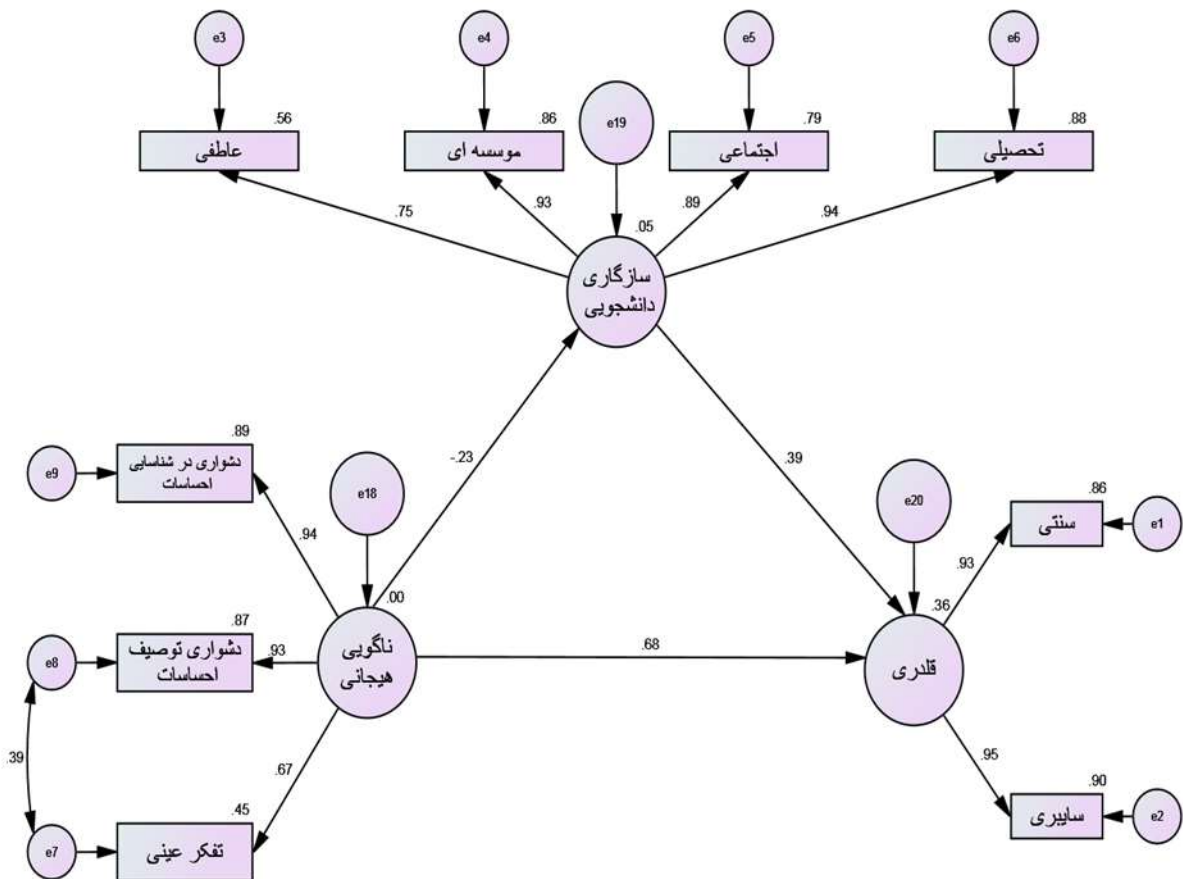 e3
e4
e5
e6
.56
.86
e19
.79
.88
عاطفی
موسسه ای
اجتماعی
تحصیلی
.75
.93
.05
.89
.94
سازگاری
دانشجویی
.89
e9
دشواری در شناسایی
احساسات
-.23
.39
e18
e20
.86
سنتی
e1
.94
.93
.00
.36
.87
e8
دشواری توصیف
احساسات
.93
ناگویی
هیجانی
.68
قلدری
.39
.67
.95
.45
.90
e7
تفکر عینی
سایبری
e2